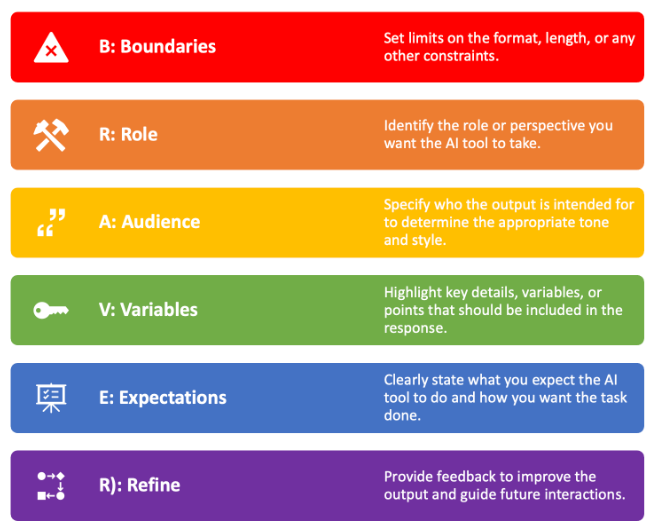 B: Boundaries
Set limits on the format, length, or any
other constraints.
R: Role
Identify the role or perspective you
want the AI tool to take.
A: Audience
Specify who the output is intended for
to determine the appropriate tone
and style.
V: Variables
Highlight key details, variables, or
points that should be included in the
response.
E: Expectations
Clearly state what you expect the AI
tool to do and how you want the task
done.
R): Refine
Provide feedback to improve the
output and guide future interactions.